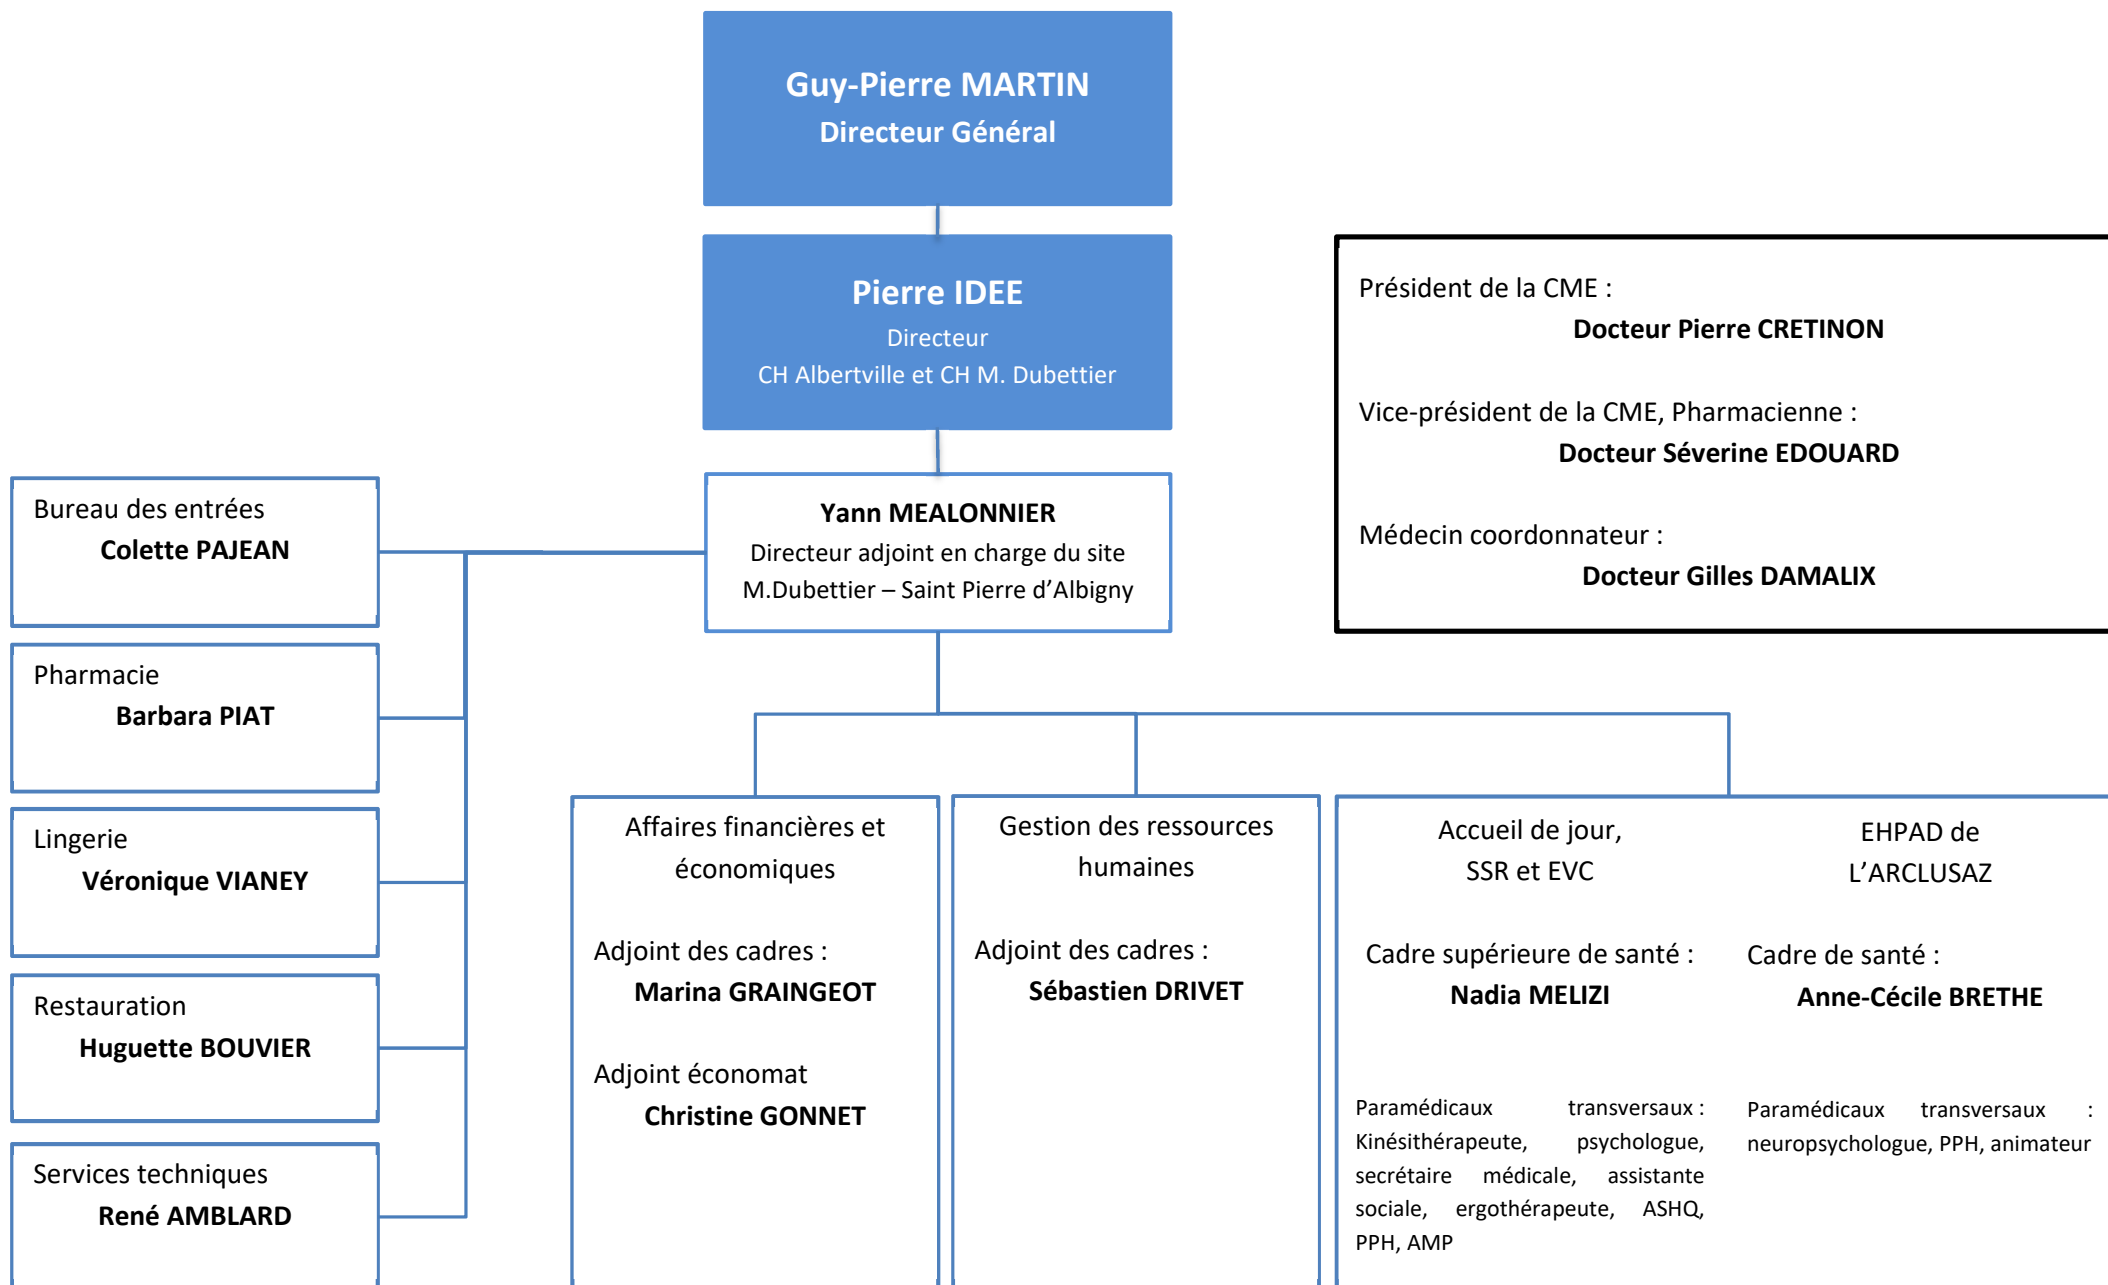 Guy-Pierre MARTIN
Directeur Général
Pierre IDEE
Directeur
CH Albertville et CH M. Dubettier
Président de la CME :
Docteur Pierre CRETINON
Vice-président de la CME, Pharmacienne :
Docteur Séverine EDOUARD
Médecin coordonnateur :
Docteur Gilles DAMALIX
Yann MEALONNIER
Directeur adjoint en charge du site
M.Dubettier – Saint Pierre d’Albigny
Bureau des entrées
Colette PAJEAN
Pharmacie
Barbara PIAT
Lingerie
Véronique VIANEY
Restauration
Huguette BOUVIER
Services techniques
René AMBLARD
Affaires financières et
économiques
Adjoint des cadres :
Marina GRAINGEOT
Adjoint économat
Christine GONNET
Gestion des ressources
humaines
Adjoint des cadres :
Sébastien DRIVET
Accueil de jour,
SSR et EVC
Cadre supérieure de santé :
Nadia MELIZI
Paramédicaux transversaux :
Kinésithérapeute, psychologue,
secrétaire médicale, assistante
sociale, ergothérapeute, ASHQ,
PPH, AMP
EHPAD de
L’ARCLUSAZ
Cadre de santé :
Anne-Cécile BRETHE
Paramédicaux transversaux :
neuropsychologue, PPH, animateur